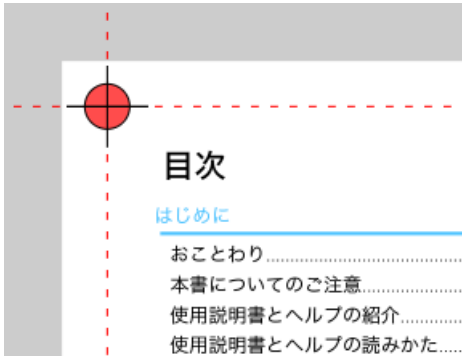 目次
はじめに
おことわり
本書についてのご注意
使用説明書とヘルプの紹介
使用説明書とヘルプの読みかた